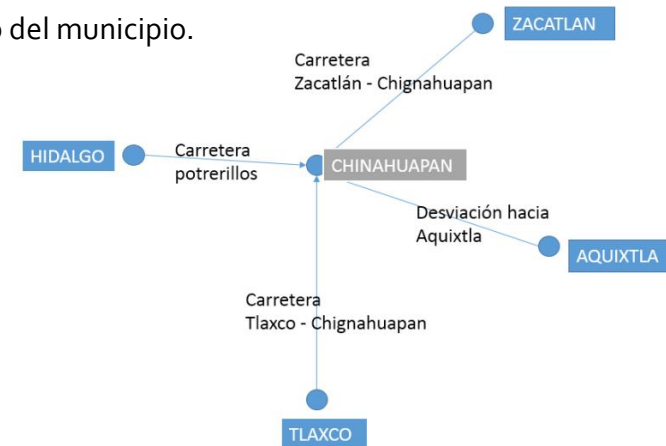 o del municipio.
ZACATLAN
Carretera
Zacatlán - Chignahuapan
HIDALGO
Carretera
potrerillos
CHINAHUAPAN
Desviación hacia
Aquixtla
AQUIXTLA
Carretera
Tlaxco - Chignahuapan
TLAXCO